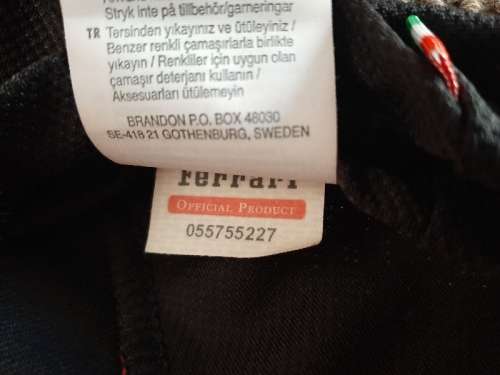 Stryk inte på tillbehör/garneringar
TR Tersinden yıkayınız ve ütüleyiniz /
Benzer renkli çamaşırlarla birlikte
yıkayın / Renkliler için uygun olan
çamaşır deterjanı kullanın /
Aksesuarları ütülemeyin
BRANDON P.O. BOX 48030
SE-418 21 GOTHENBURG, SWEDEN
Ferrari
OFFICIAL PRODUCT
055755227